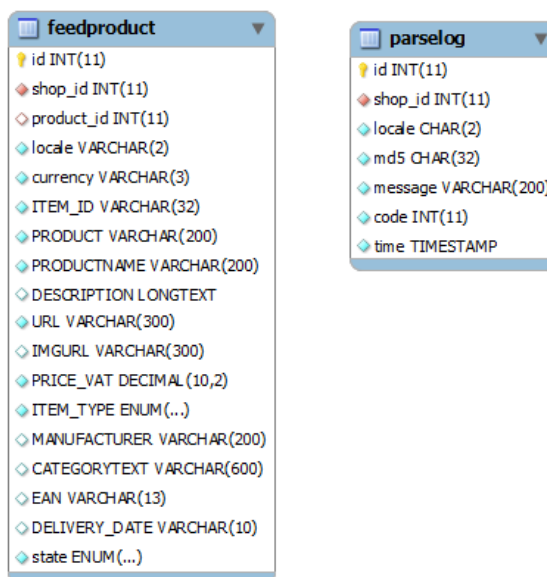 feedproduct
id INT(11)
shop_id INT(11)
product_id INT(11)
locale VARCHAR(2)
currency VARCHAR(3)
ITEM_ID VARCHAR(32)
PRODUCT VARCHAR(200)
PRODUCTNAME VARCHAR(200)
DESCRIPTION LONGTEXT
URL VARCHAR(300)
IMGURL VARCHAR(300)
PRICE_VAT DECIMAL(10,2)
ITEM_TYPE ENUM(...)
MANUFACTURER VARCHAR(200)
CATEGORYTEXT VARCHAR(600)
EAN VARCHAR(13)
DELIVERY_DATE VARCHAR(10)
state ENUM(...)
parselog
id INT(11)
shop_id INT(11)
locale CHAR(2)
md5 CHAR(32)
message VARCHAR(200)
code INT(11)
time TIMESTAMP